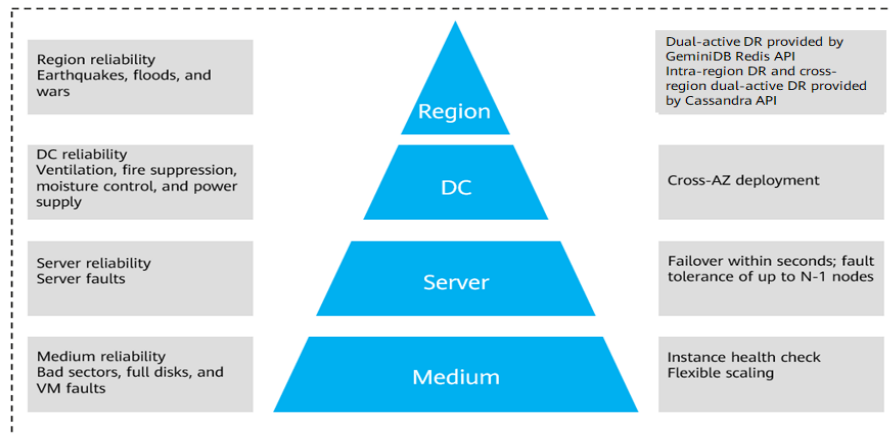 Region reliability
Earthquakes, floods, and
wars
Region
Dual-active DR provided by
GeminiDB Redis API
Intra-region DR and cross-
region dual-active DR provided
by Cassandra API
DC reliability
Ventilation, fire suppression,
moisture control, and power
supply
DC
Cross-AZ deployment
Server reliability
Server faults
Server
Failover within seconds; fault
tolerance of up to N-1 nodes
Medium reliability
Bad sectors, full disks, and
VM faults
Medium
Instance health check
Flexible scaling